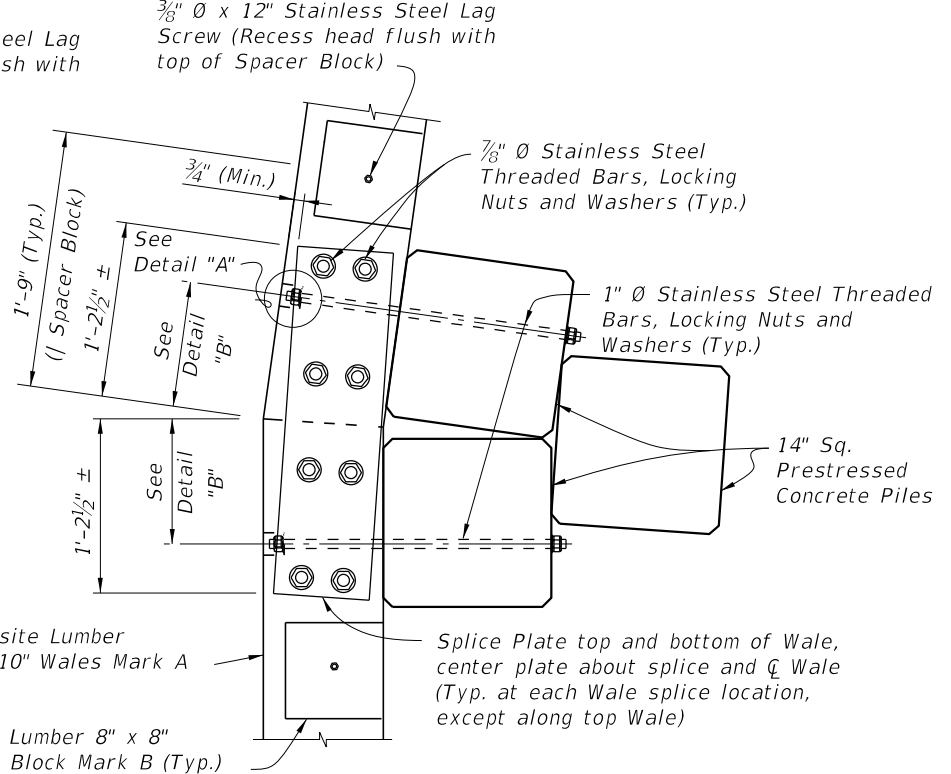 eel Lag
sh with
⅜" Ø x 12" Stainless Steel Lag
Screw (Recess head flush with
top of Spacer Block)
⅞" Ø Stainless Steel
Threaded Bars, Locking
Nuts and Washers (Typ.)
¾" (Min.)
1'-9" (Typ.)
(| Spacer Block)
1'-2½" ±
See
Detail "A"
See
Detail
"B"
1" Ø Stainless Steel Threaded
Bars, Locking Nuts and
Washers (Typ.)
14" Sq.
Prestressed
Concrete Piles
1'-2½" ±
See
Detail
"B"
site Lumber
10" Wales Mark A
Splice Plate top and bottom of Wale,
center plate about splice and ℄ Wale
(Typ. at each Wale splice location,
except along top Wale)
Lumber 8" x 8"
Block Mark B (Typ.)